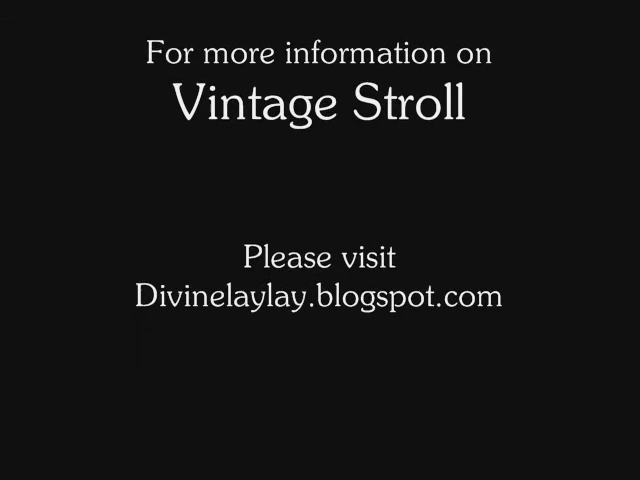 For more information on
Vintage Stroll
Please visit
Divinelaylay.blogspot.com